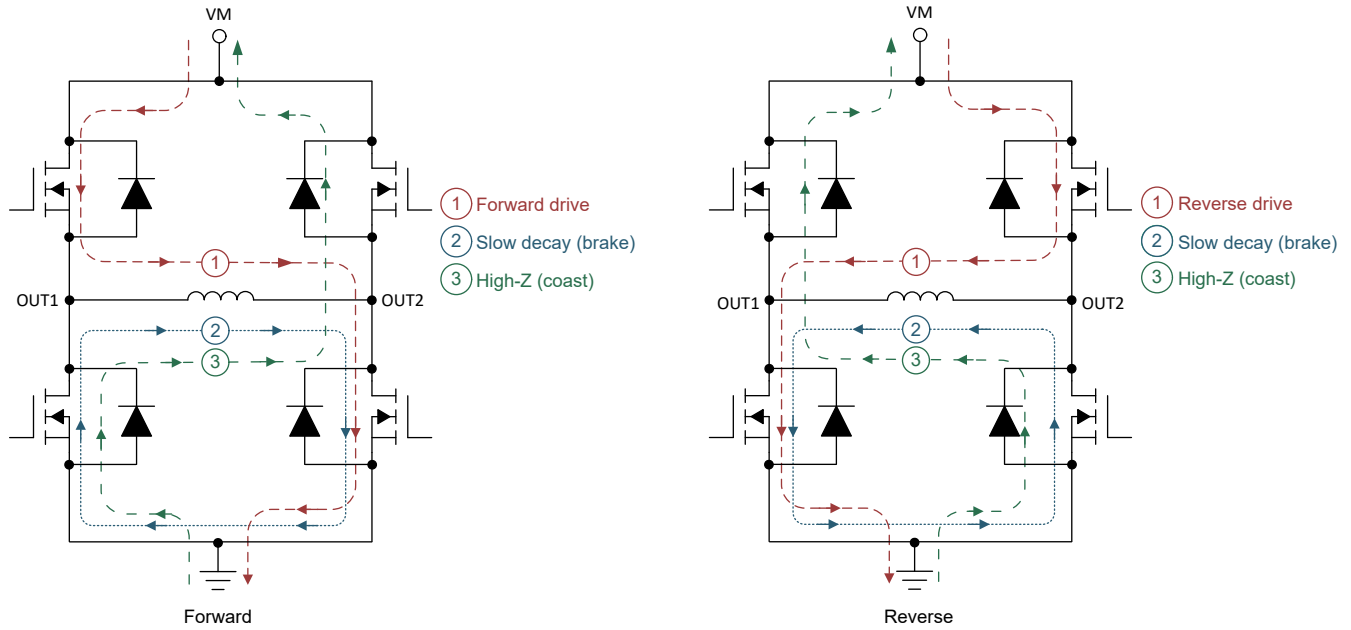 VM
1 Forward drive
2 Slow decay (brake)
3 High-Z (coast)
1
OUT1
OUT2
2
3
Forward
VM
1 Reverse drive
2 Slow decay (brake)
3 High-Z (coast)
1
OUT1
OUT2
2
3
Reverse